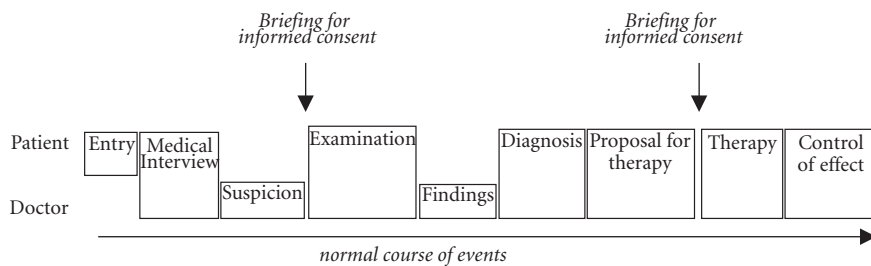 Briefing for
informed consent
Briefing for
informed consent
Patient
Entry
Medical
Interview
Suspicion
Examination
Findings
Diagnosis
Proposal for
therapy
Therapy
Control
of effect
Doctor
normal course of events